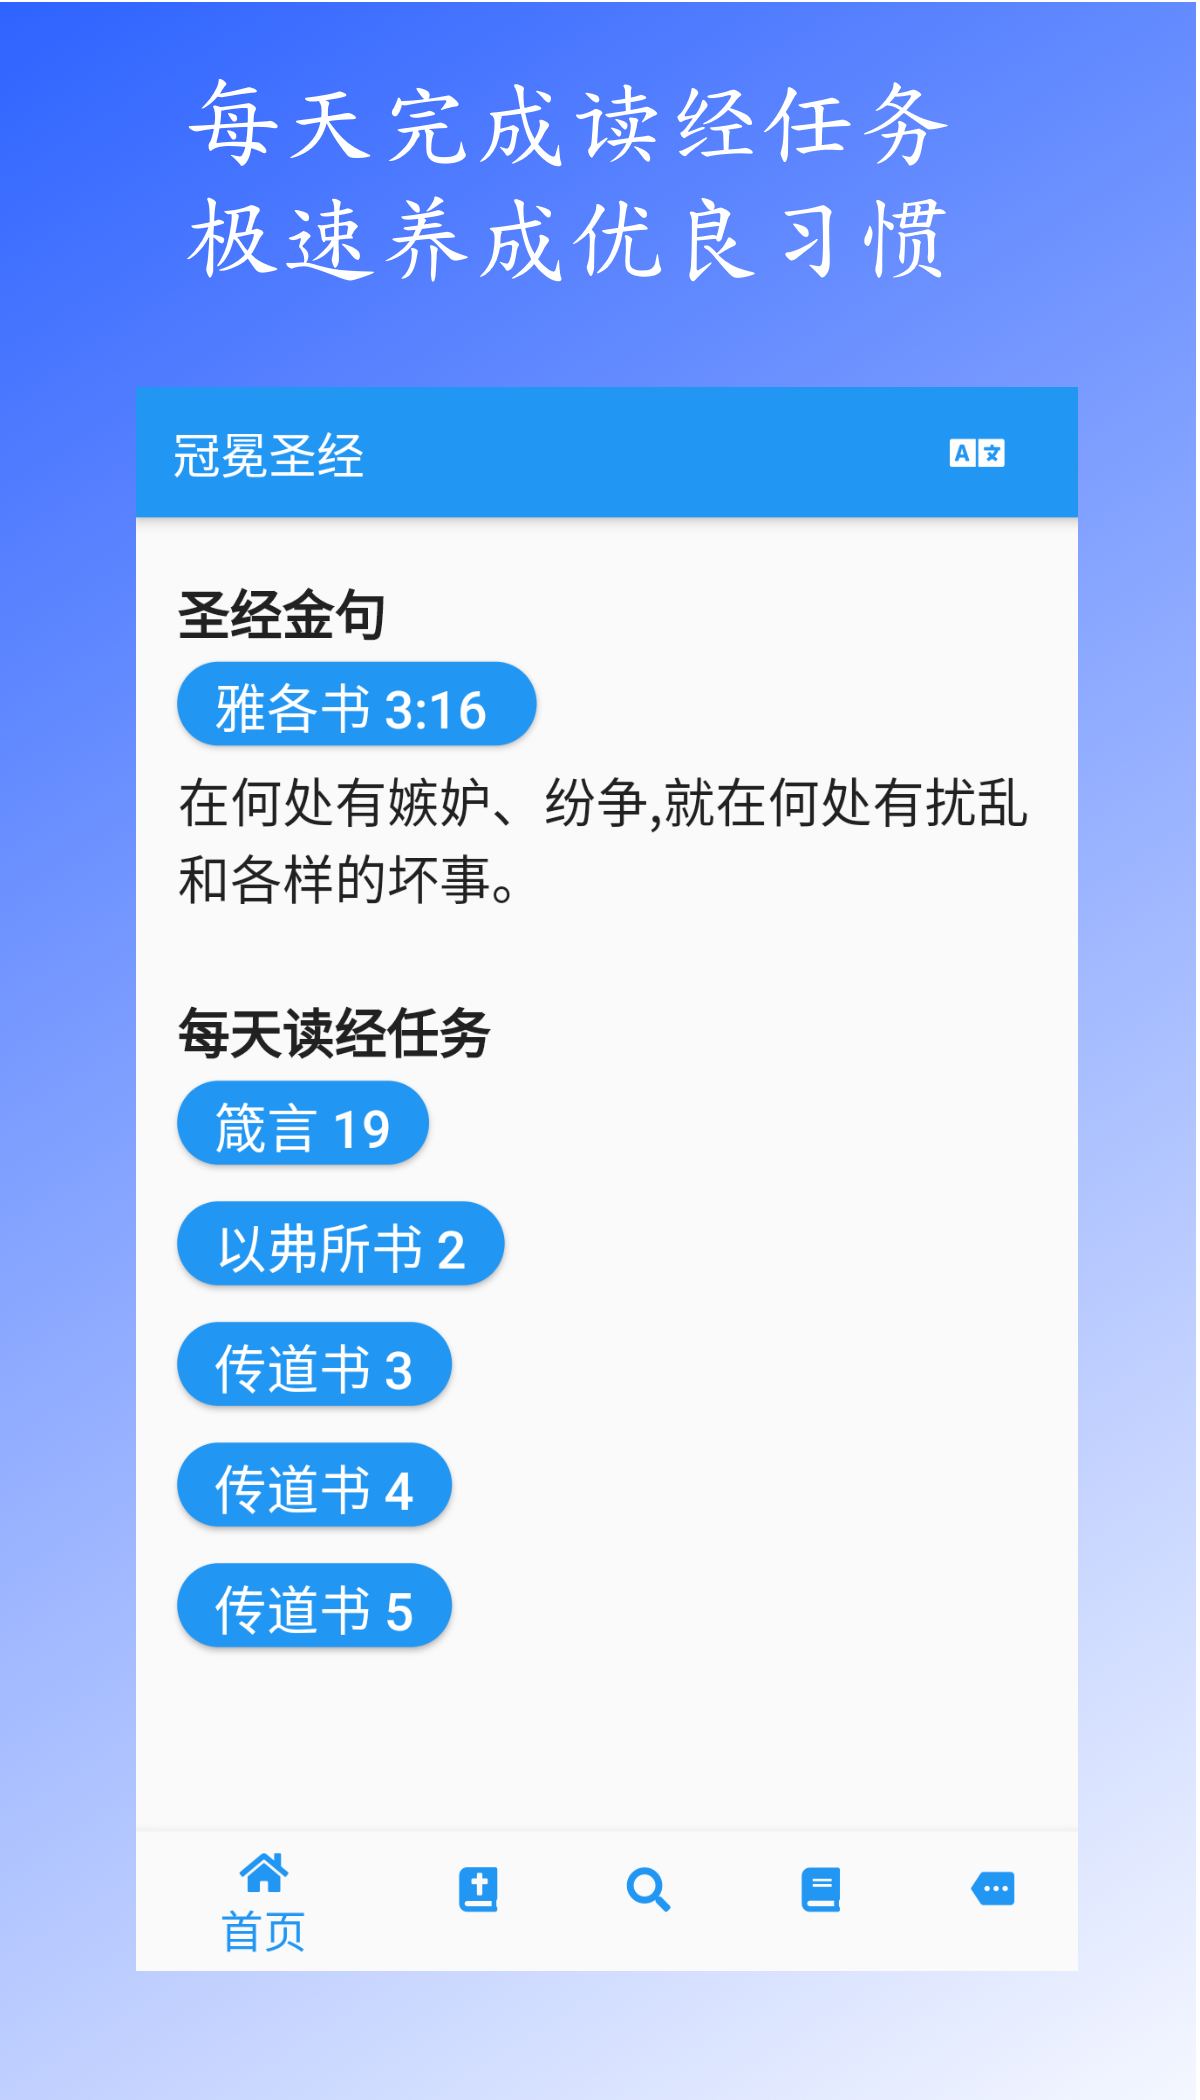 每天完成读经任务
极速养成优良习惯
冠冕圣经
A 文
圣经金句
雅各书 3:16
在何处有嫉妒、纷争,就在何处有扰乱
和各样的坏事。
每天读经任务
箴言 19
以弗所书 2
传道书 3
传道书 4
传道书 5
首页